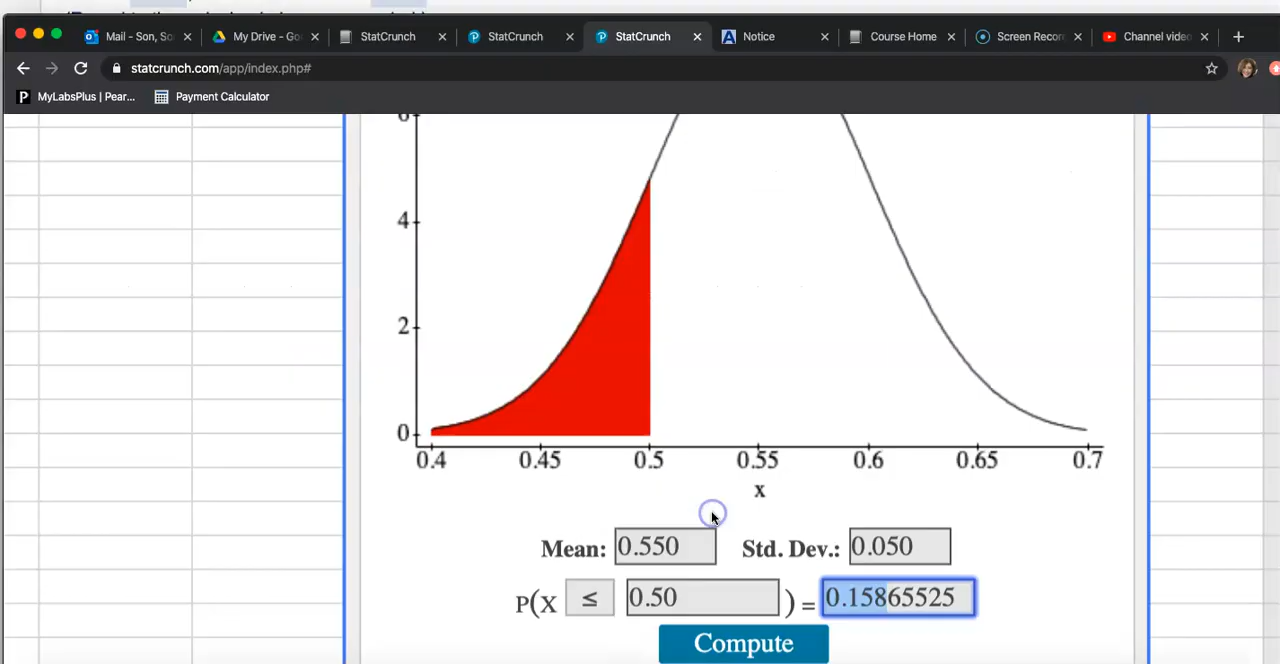 Mail - Son, So
My Drive - Go
StatCrunch
StatCrunch
StatCrunch
Notice
Course Home
Screen Recor
Channel video
statcrunch.com/app/index.php#
MyLabsPlus | Pear...
Payment Calculator
6
4
2
0
0.4 0.45 0.5 0.55 0.6 0.65 0.7
x
Mean: 0.550 Std. Dev.: 0.050
P(X ≤ 0.50 ) = 0.15865525
Compute